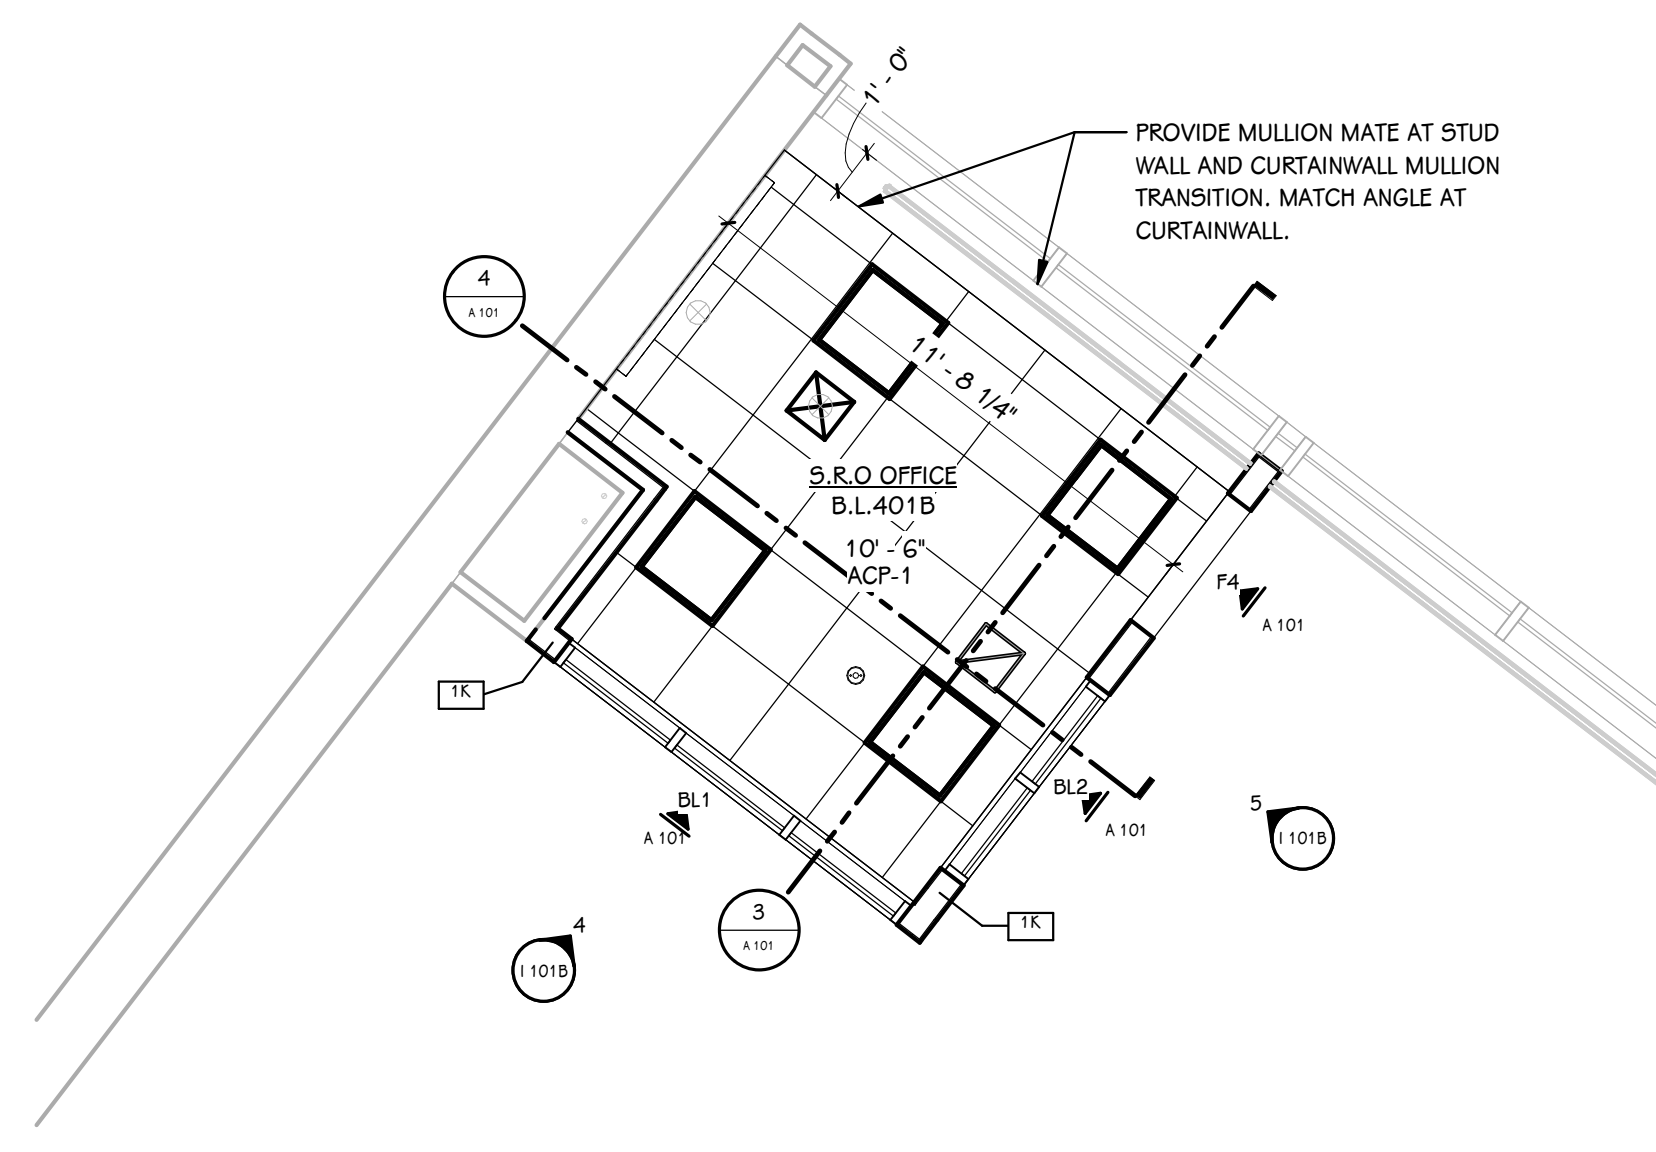 1' - 0"
PROVIDE MULLION MATE AT STUD
WALL AND CURTAINWALL MULLION
TRANSITION. MATCH ANGLE AT
CURTAINWALL.
4
A 101
11' - 8 1/4"
S.R.O OFFICE
B.L.401B
10' - 6"
ACP-1
F4
A 101
1K
BL2
A 101
BL1
A 101
5
I 101B
3
A 101
1K
4
I 101B